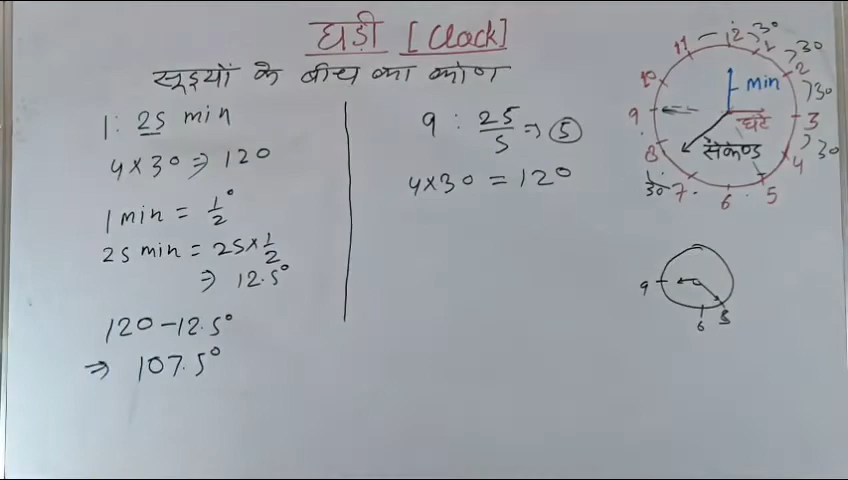 घड़ी [Clock]
सूइयों के बीच का कोण
1: 25 min
4×30 ⇒ 120
1 min = 1/2°
25 min = 25×1/2
⇒ 12.5°
120 - 12.5°
⇒ 107.5°
9 : 25/5 ⇒ 5
4×30 = 120
12
1
2
3
4
5
6
7
8
9
10
11
30
30
30
30
1/30
min
घंटे
सेकेण्ड
9
6
5